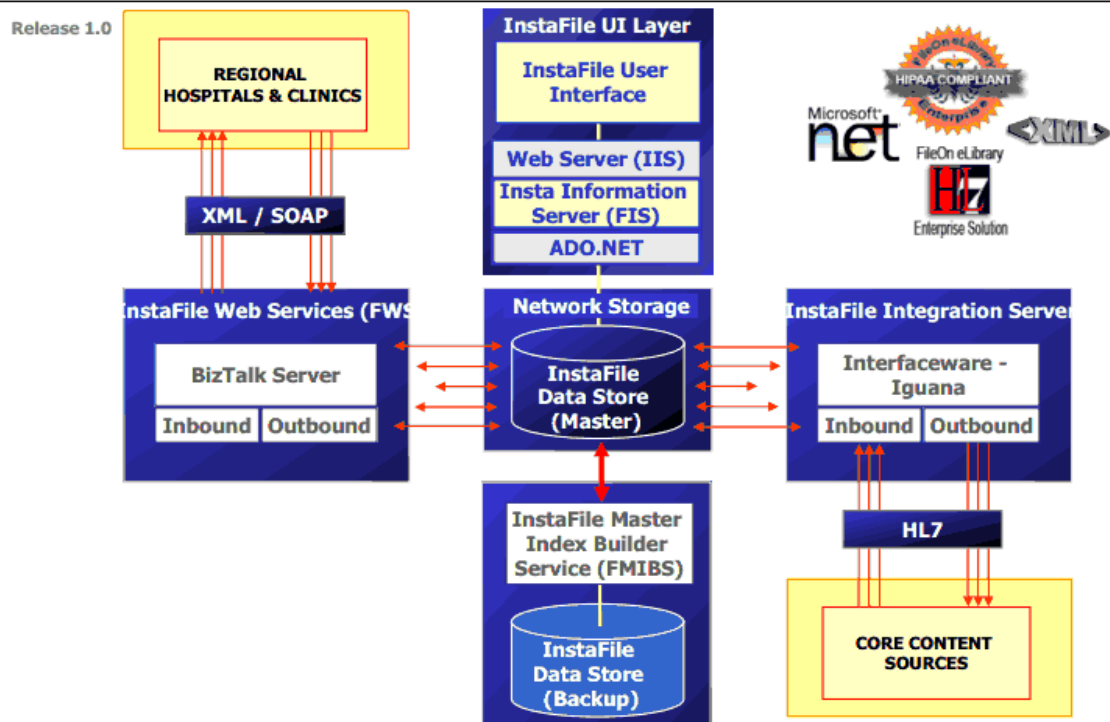 Release 1.0
REGIONAL
HOSPITALS & CLINICS
XML / SOAP
InstaFile UI Layer
InstaFile User
Interface
Web Server (IIS)
Insta Information
Server (FIS)
ADO.NET
FileOn eLibrary
HIPAA COMPLIANT
Enterprise
Microsoft
net
<XML>
FileOn eLibrary
HL7
Enterprise Solution
InstaFile Web Services (FWS
BizTalk Server
Inbound
Outbound
Network Storage
InstaFile
Data Store
(Master)
InstaFile Integration Server
Interfaceware -
Iguana
Inbound
Outbound
InstaFile Master
Index Builder
Service (FMIBS)
InstaFile
Data Store
(Backup)
HL7
CORE CONTENT
SOURCES